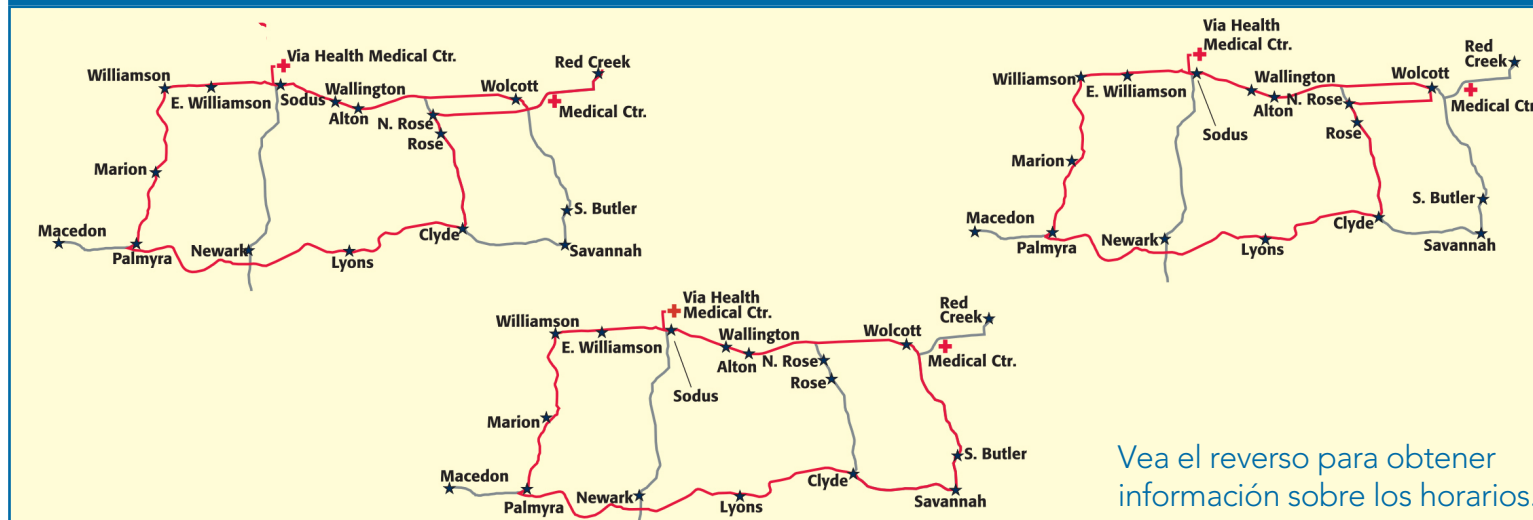 Via Health Medical Ctr.
Red Creek
Williamson
E. Williamson
Sodus
Wallington
Alton
Wolcott
Medical Ctr.
N. Rose
Rose
Marion
S. Butler
Macedon
Palmyra
Newark
Lyons
Clyde
Savannah
Via Health
Medical Ctr.
Red
Creek
Williamson
E. Williamson
Wallington
Alton
Wolcott
N. Rose
Medical Ctr
Sodus
Rose
Marion
S. Butler
Macedon
Palmyra
Newark
Lyons
Clyde
Savannah
Via Health
Medical Ctr.
Red
Creek
Williamson
E. Williamson
Wallington
Wolcott
Alton
N. Rose
Medical Ctr.
Rose
Sodus
Marion
S. Butler
Macedon
Palmyra
Newark
Lyons
Clyde
Savannah
Vea el reverso para obtener
información sobre los horarios.